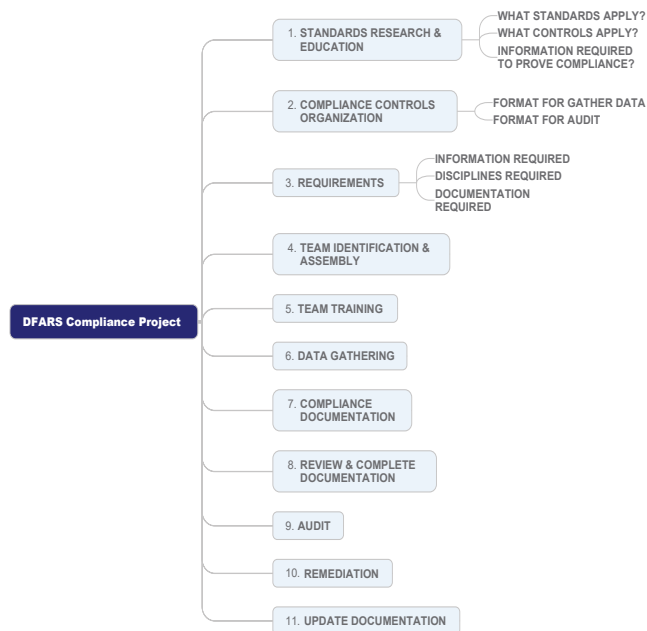 1. STANDARDS RESEARCH &
EDUCATION
WHAT STANDARDS APPLY?
WHAT CONTROLS APPLY?
INFORMATION REQUIRED
TO PROVE COMPLIANCE?
2. COMPLIANCE CONTROLS
ORGANIZATION
FORMAT FOR GATHER DATA
FORMAT FOR AUDIT
3. REQUIREMENTS
INFORMATION REQUIRED
DISCIPLINES REQUIRED
DOCUMENTATION
REQUIRED
4. TEAM IDENTIFICATION &
ASSEMBLY
DFARS Compliance Project
5. TEAM TRAINING
6. DATA GATHERING
7. COMPLIANCE
DOCUMENTATION
8. REVIEW & COMPLETE
DOCUMENTATION
9. AUDIT
10. REMEDIATION
11. UPDATE DOCUMENTATION